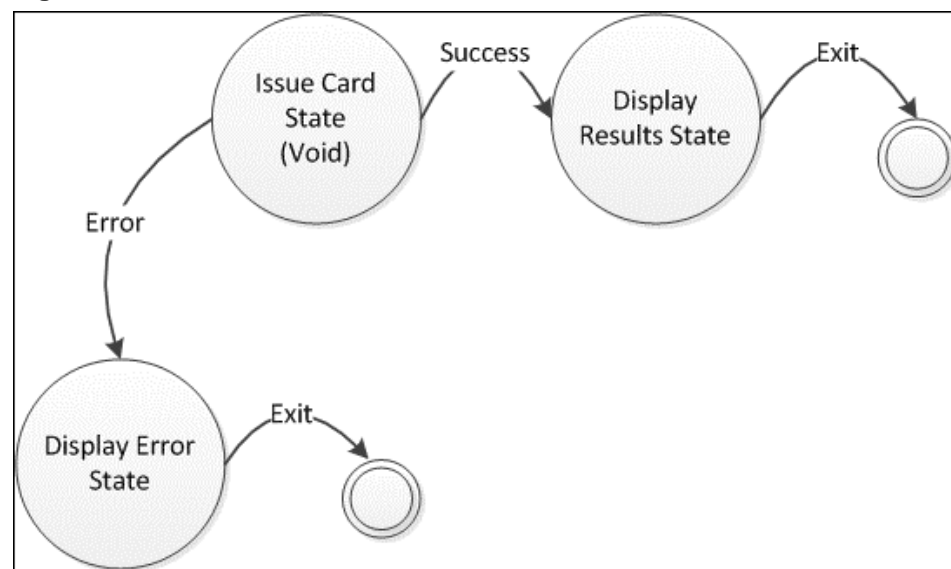 Issue Card
State
(Void)
Success
Display
Results State
Exit
Error
Display Error
State
Exit